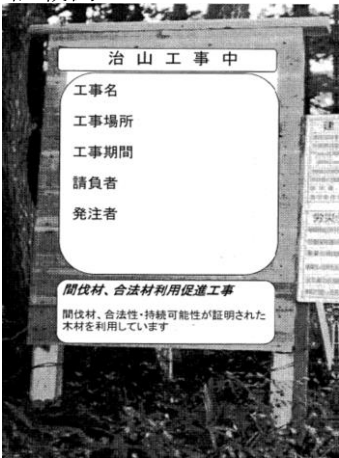 治山工事中
工事名
工事場所
工事期間
請負者
発注者
間伐材、合法材利用促進工事
間伐材、合法性・持続可能性が証明された
木材を利用しています
建
労災